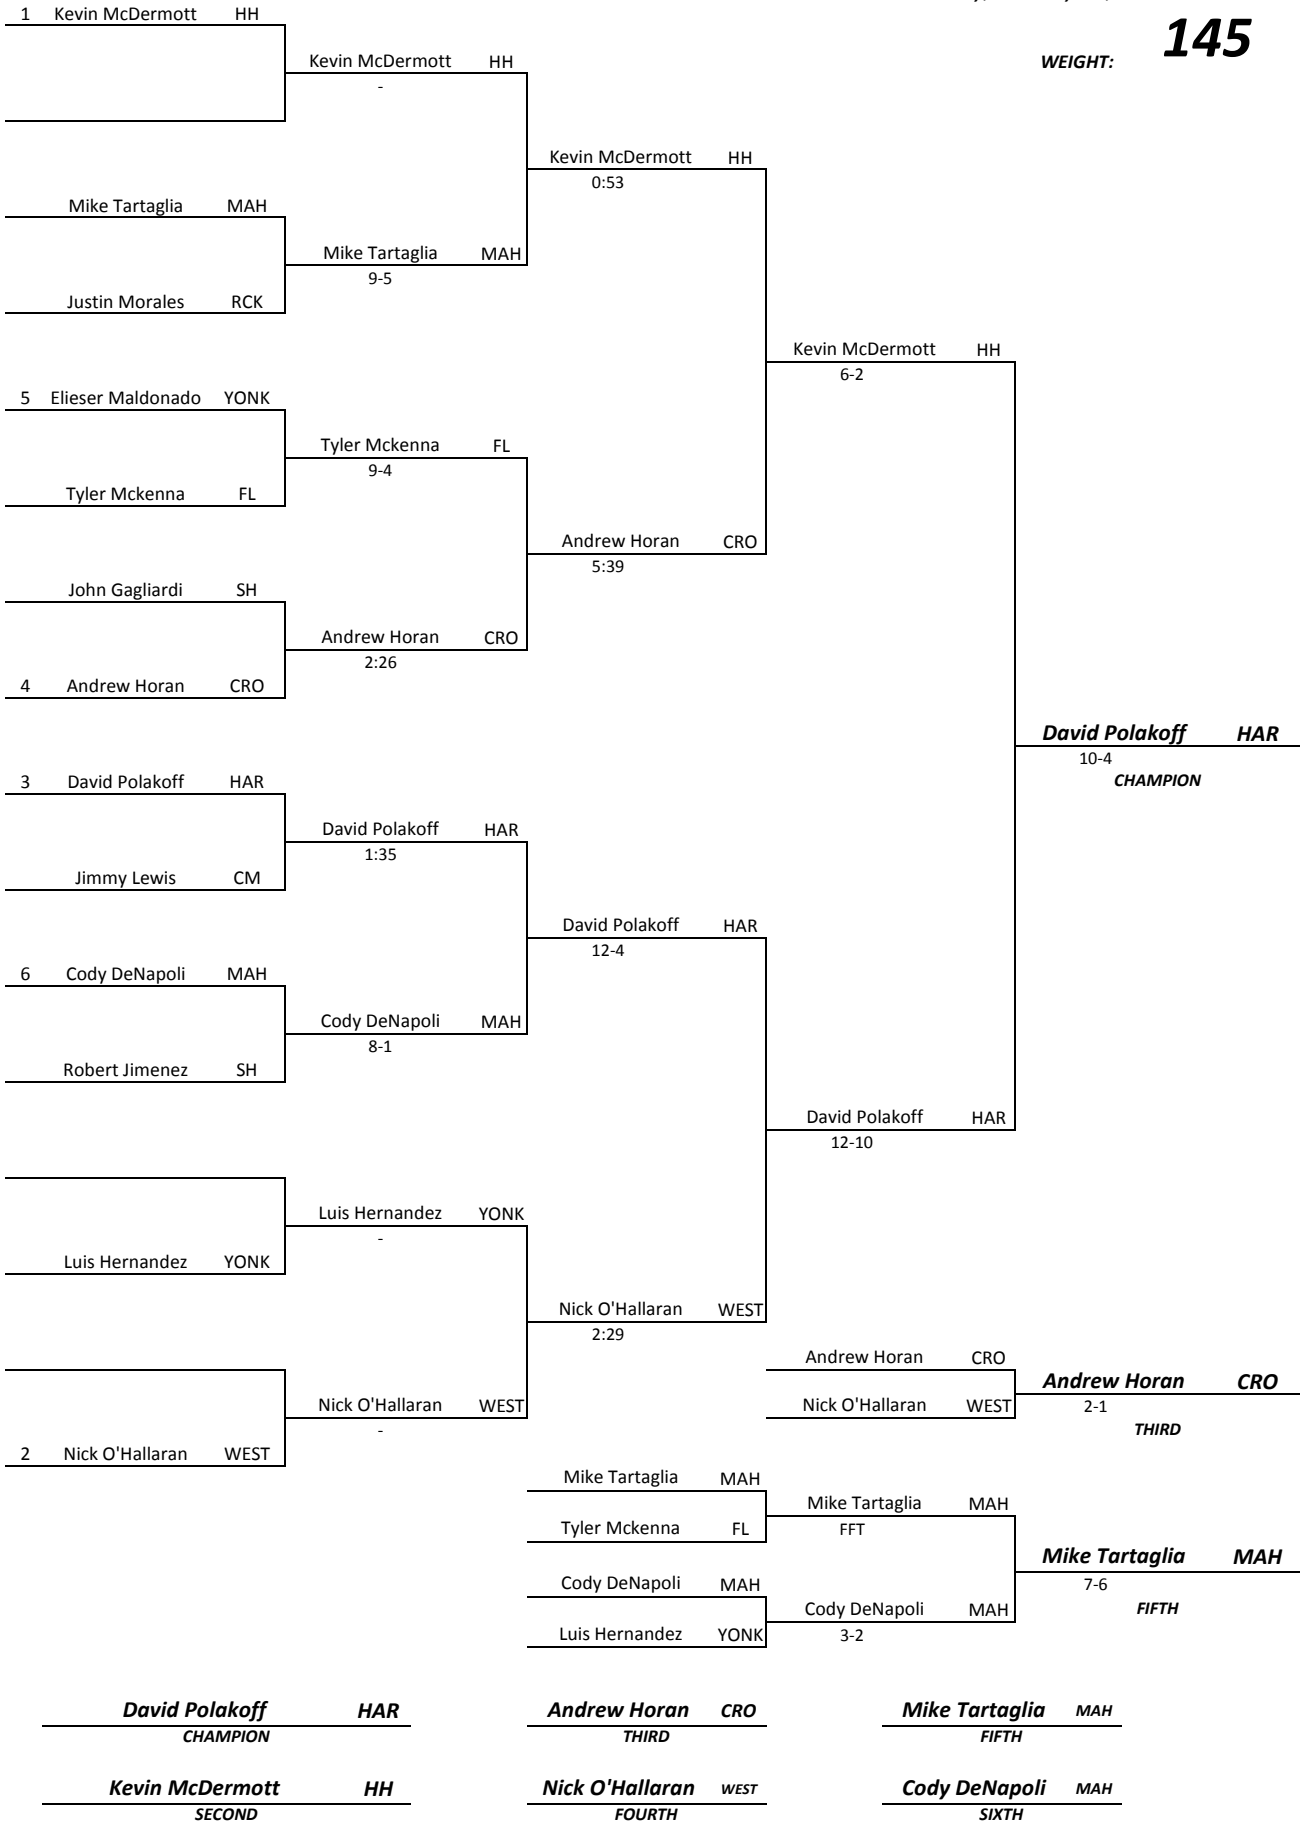 1 Kevin McDermott HH
145
WEIGHT:
Kevin McDermott HH
-
Kevin McDermott HH
0:53
Mike Tartaglia MAH
Mike Tartaglia MAH
9-5
Justin Morales RCK
Kevin McDermott HH
6-2
5 Elieser Maldonado YONK
Tyler Mckenna FL
9-4
Tyler Mckenna FL
Andrew Horan CRO
5:39
John Gagliardi SH
Andrew Horan CRO
2:26
4 Andrew Horan CRO
David Polakoff HAR
10-4
CHAMPION
3 David Polakoff HAR
David Polakoff HAR
1:35
Jimmy Lewis CM
David Polakoff HAR
12-4
6 Cody DeNapoli MAH
Cody DeNapoli MAH
8-1
Robert Jimenez SH
David Polakoff HAR
12-10
Luis Hernandez YONK
-
Luis Hernandez YONK
Nick O'Hallaran WEST
2:29
Andrew Horan CRO
Andrew Horan CRO
Nick O'Hallaran WEST
-
Nick O'Hallaran WEST
2-1
THIRD
2 Nick O'Hallaran WEST
Mike Tartaglia MAH
Mike Tartaglia MAH
FFT
Tyler Mckenna FL
Mike Tartaglia MAH
7-6
FIFTH
Cody DeNapoli MAH
Cody DeNapoli MAH
3-2
Luis Hernandez YONK
David Polakoff HAR Andrew Horan CRO Mike Tartaglia MAH
CHAMPION THIRD FIFTH
Kevin McDermott HH Nick O'Hallaran WEST Cody DeNapoli MAH
SECOND FOURTH SIXTH